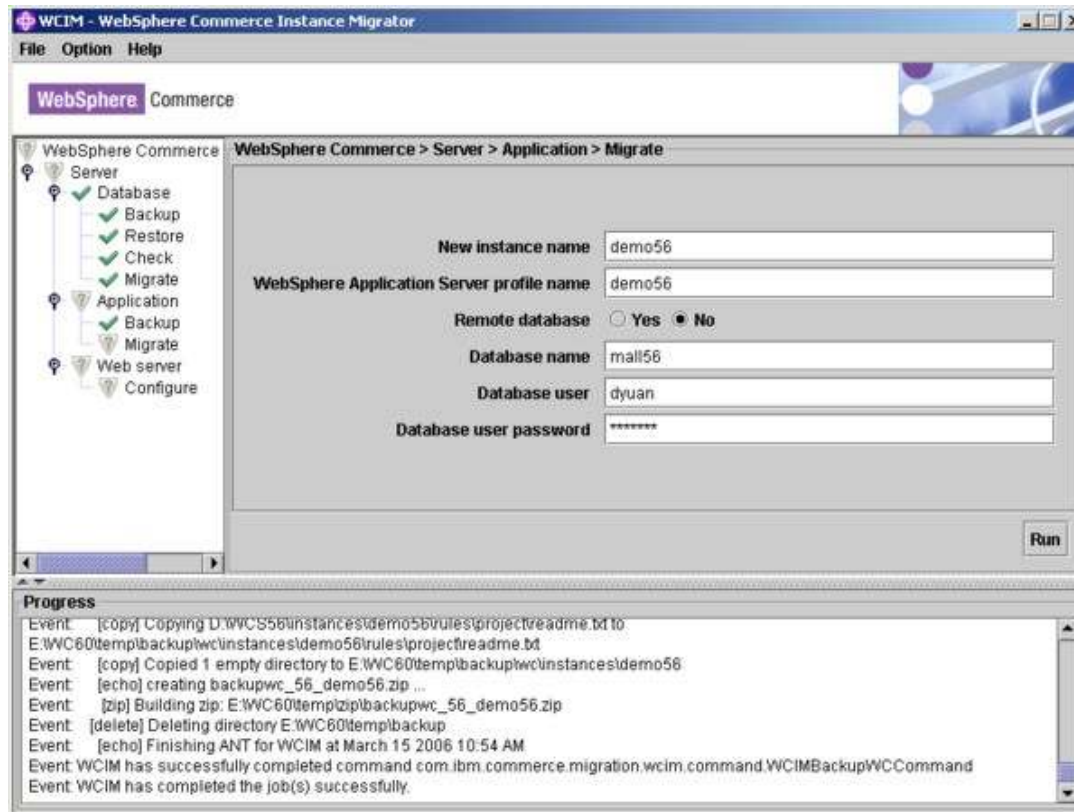 WCIM - WebSphere Commerce Instance Migrator
File Option Help
WebSphere Commerce
WebSphere Commerce
Server
Database
Backup
Restore
Check
Migrate
Application
Backup
Migrate
Web server
Configure
WebSphere Commerce > Server > Application > Migrate
New instance name demo56
WebSphere Application Server profile name demo56
Remote database Yes No
Database name mall56
Database user dyuan
Database user password *******
Run
Progress
Event: [copy] Copying D:\WCS56\instances\demo56\rules\project\readme.txt to
E:\WC60\temp\backup\wc\instances\demo56\rules\project\readme.txt
Event: [copy] Copied 1 empty directory to E:\WC60\temp\backup\wc\instances\demo56
Event: [echo] creating backupwc_56_demo56.zip ...
Event: [zip] Building zip: E:\WC60\temp\zip\backupwc_56_demo56.zip
Event: [delete] Deleting directory E:\WC60\temp\backup
Event: [echo] Finishing ANT for WCIM at March 15 2006 10:54 AM
Event: WCIM has successfully completed command com.ibm.commerce.migration.wcim.command.WCIMBackupWCCommand
Event: WCIM has completed the job(s) successfully.